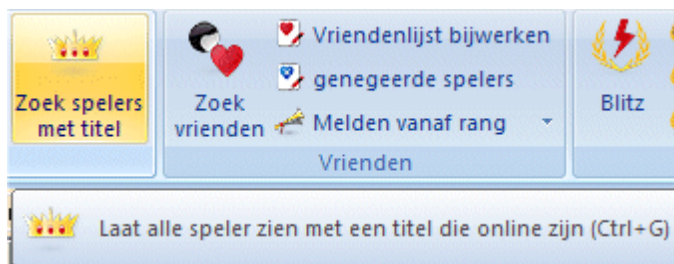 Zoek spelers
met titel
Zoek
vrienden
Vriendenlijst bijwerken
genegeerde spelers
Melden vanaf rang
Vrienden
Blitz
Laat alle speler zien met een titel die online zijn (Ctrl+G)